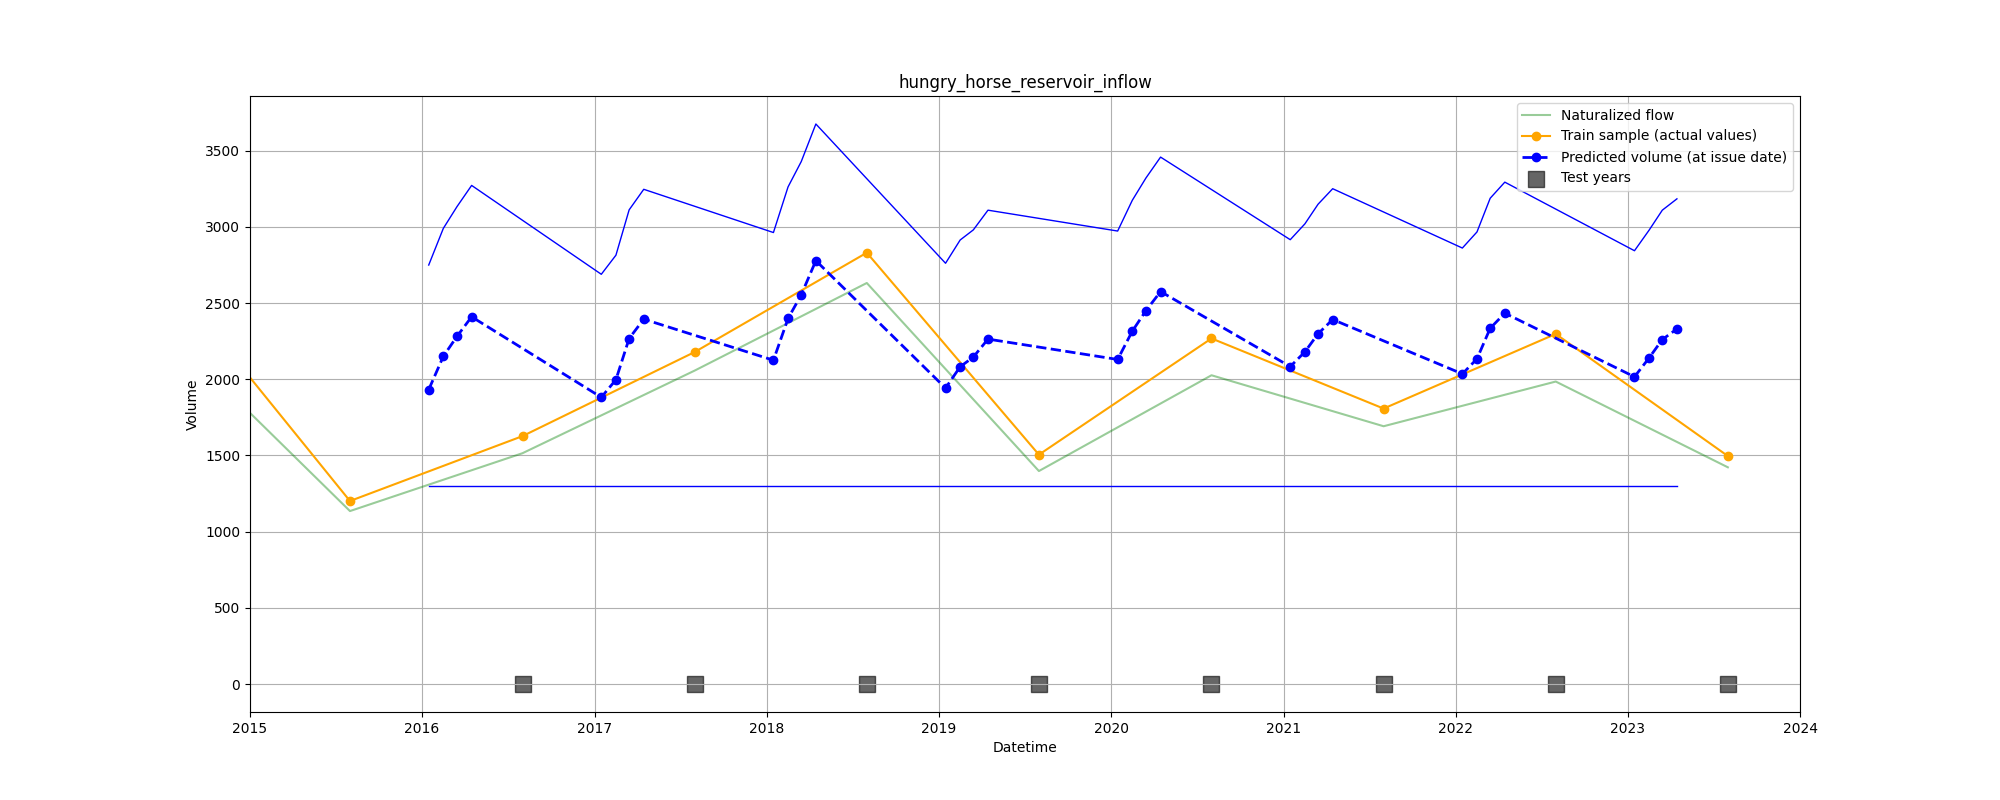 hungry_horse_reservoir_inflow
Naturalized flow
Train sample (actual values)
Predicted volume (at issue date)
Test years
Volume
3500
3000
2500
2000
1500
1000
500
0
2015 2016 2017 2018 2019 2020 2021 2022 2023 2024
Datetime